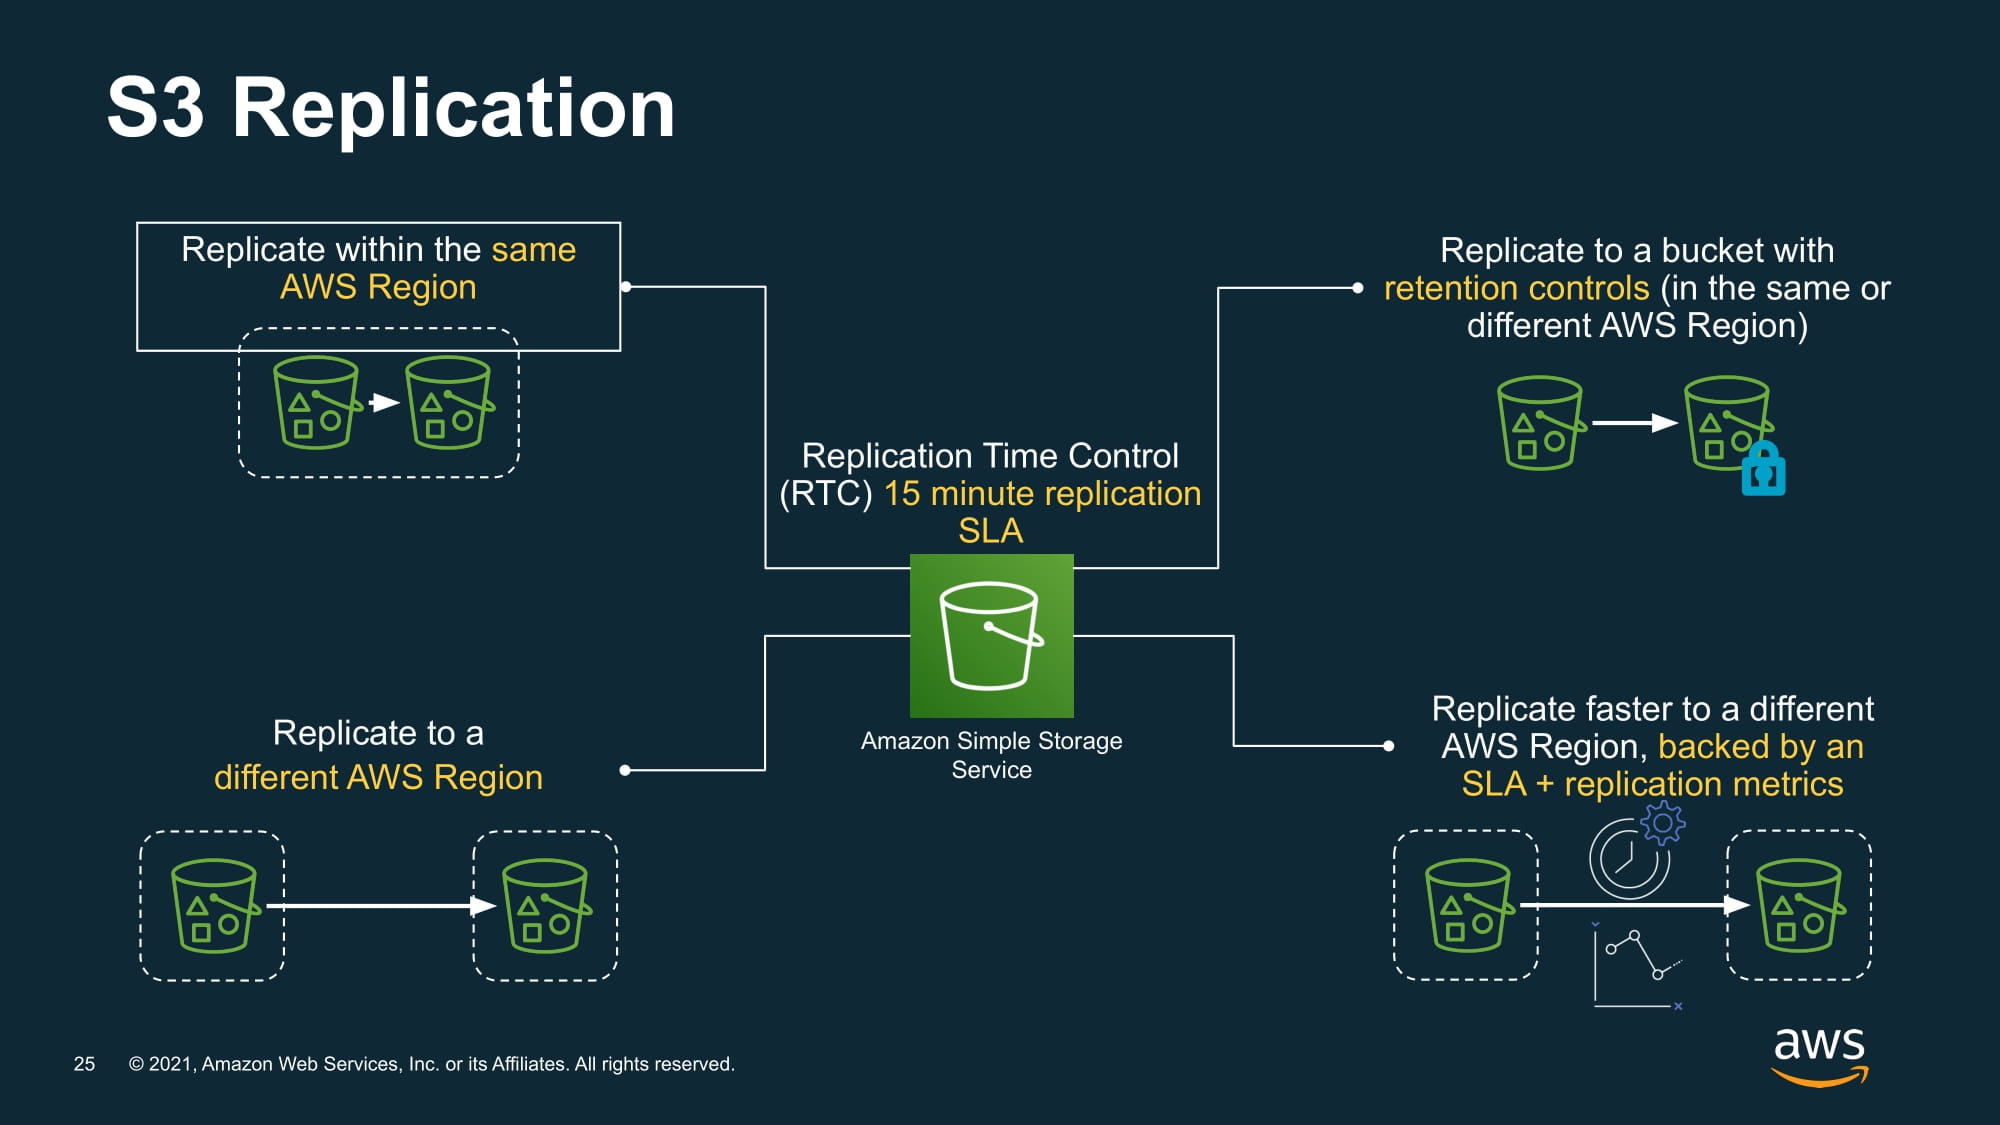 S3 Replication
Replicate within the same
AWS Region
Replicate to a bucket with
retention controls (in the same or
different AWS Region)
Replication Time Control
(RTC) 15 minute replication
SLA
Amazon Simple Storage
Service
Replicate to a
different AWS Region
Replicate faster to a different
AWS Region, backed by an
SLA + replication metrics
25
© 2021, Amazon Web Services, Inc. or its Affiliates. All rights reserved.
aws